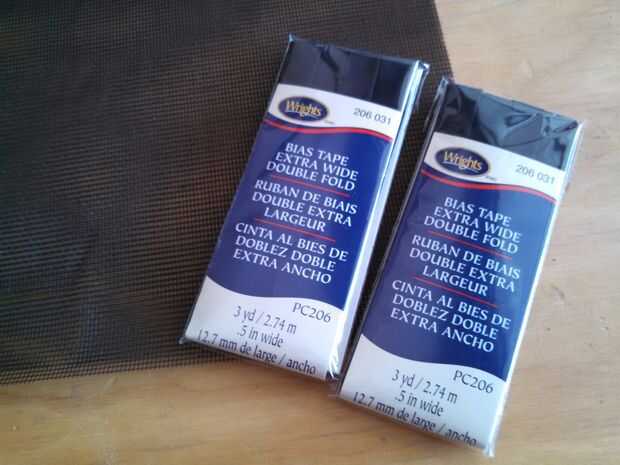 Wrights
206 031
BIAS TAPE
EXTRA WIDE
DOUBLE FOLD
RUBAN DE BIAIS
DOUBLE EXTRA
LARGEUR
CINTA AL BIES DE
DOBLEZ DOBLE
EXTRA ANCHO
PC206
3 yd / 2.74 m
.5 in wide
12.7 mm de large / ancho
Wrights
206 031
BIAS TAPE
EXTRA WIDE
DOUBLE FOLD
RUBAN DE BIAIS
DOUBLE EXTRA
LARGEUR
CINTA AL BIES DE
DOBLEZ DOBLE
EXTRA ANCHO
PC206
3 yd / 2.74 m
.5 in wide
12.7 mm de large / ancho